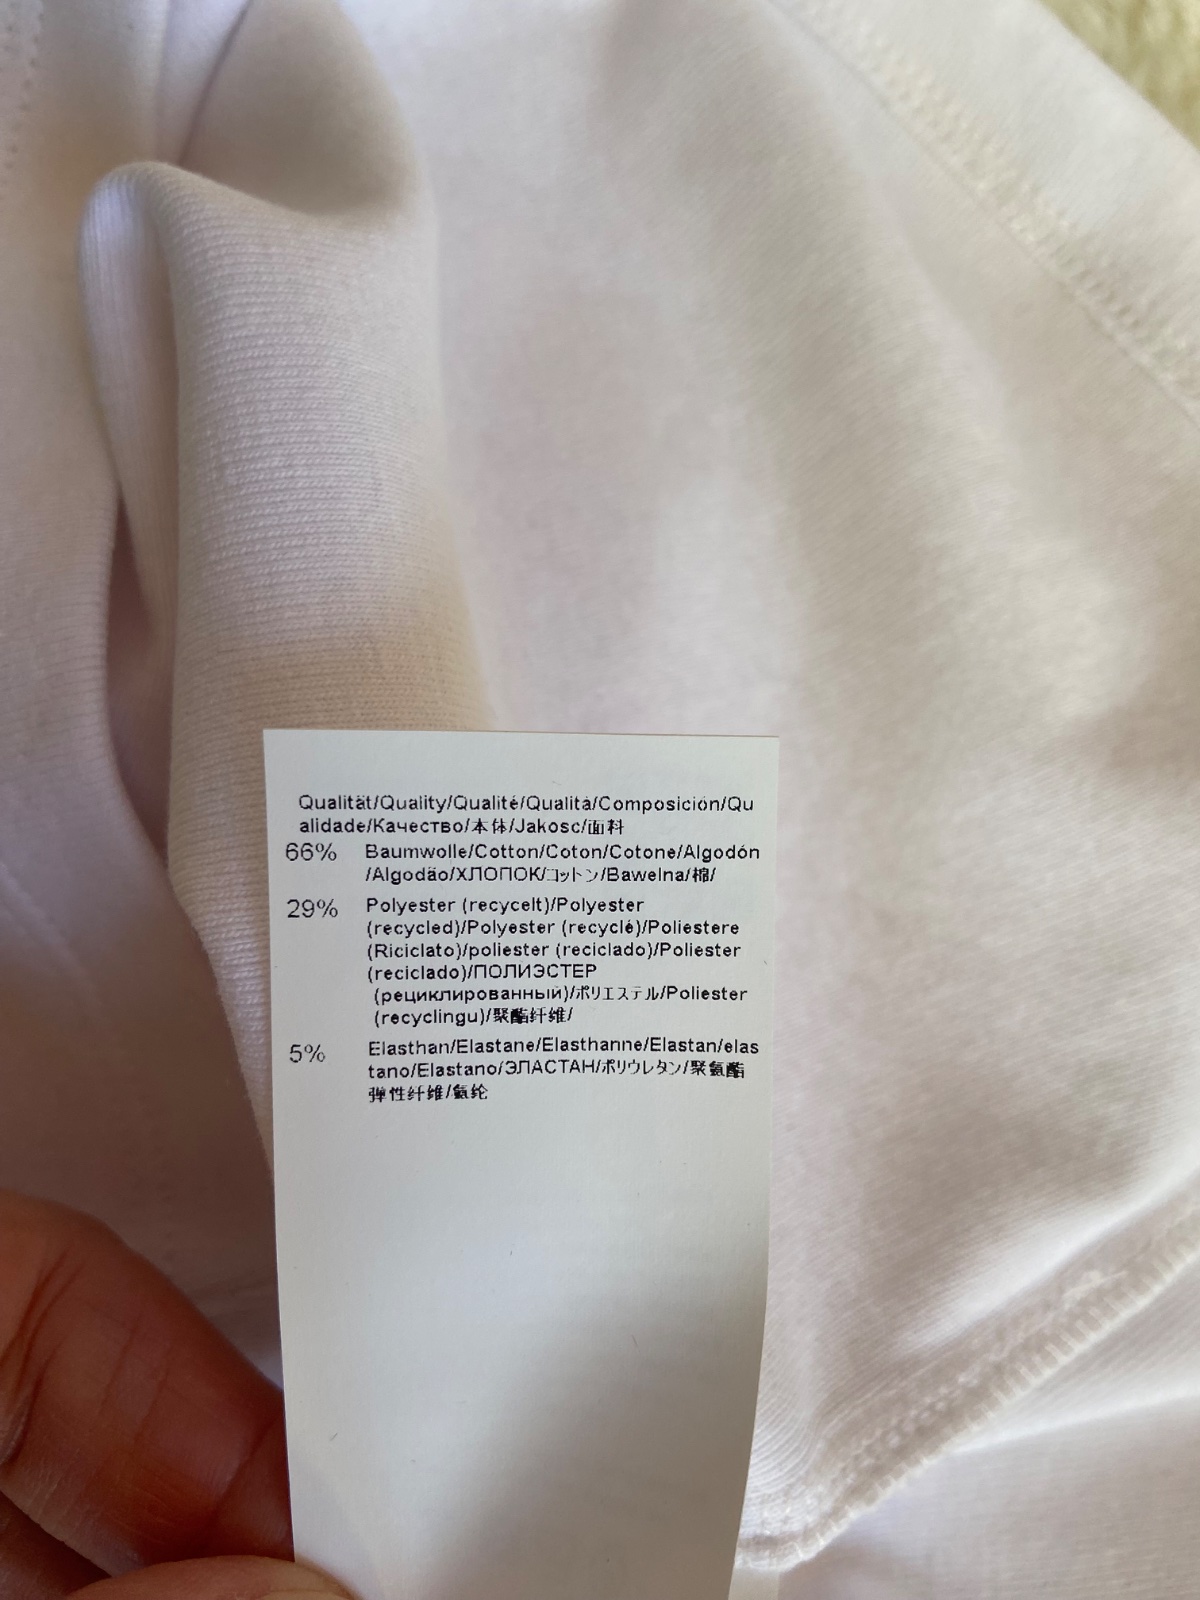 Qualität/Quality/Qualité/Qualità/Composición/Qu
alidade/Качество/本体/Jakosc/面料
66% Baumwolle/Cotton/Coton/Cotone/Algodón
/Algodão/ХЛОПОК/コットン/Bawelna/棉/
29% Polyester (recycelt)/Polyester
(recycled)/Polyester (recyclé)/Poliestere
(Riciclato)/poliester (reciclado)/Poliester
(reciclado)/ПОЛИЭСТЕР
(рециклированный)/ポリエステル/Poliester
(recyclingu)/聚酯纤维/
5% Elasthan/Elastane/Elasthanne/Elastan/elas
tano/Elastano/ЭЛАСТАН/ポリウレタン/聚氨酯
弹性纤维/氨纶